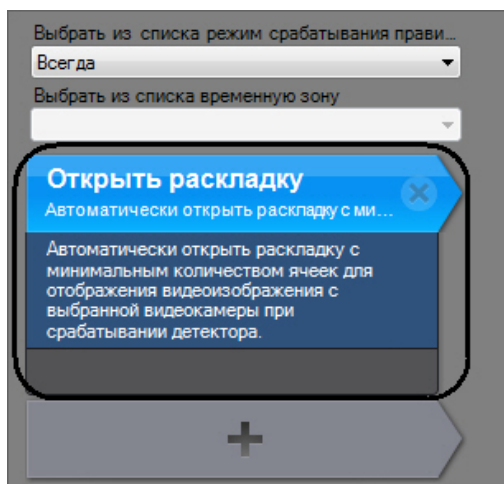 Выбрать из списка режим срабатывания прави...
Всегда
Выбрать из списка временную зону
Открыть раскладку
Автоматически открыть раскладку с ми...
Автоматически открыть раскладку с
минимальным количеством ячеек для
отображения видеоизображения с
выбранной видеокамеры при
срабатывании детектора.